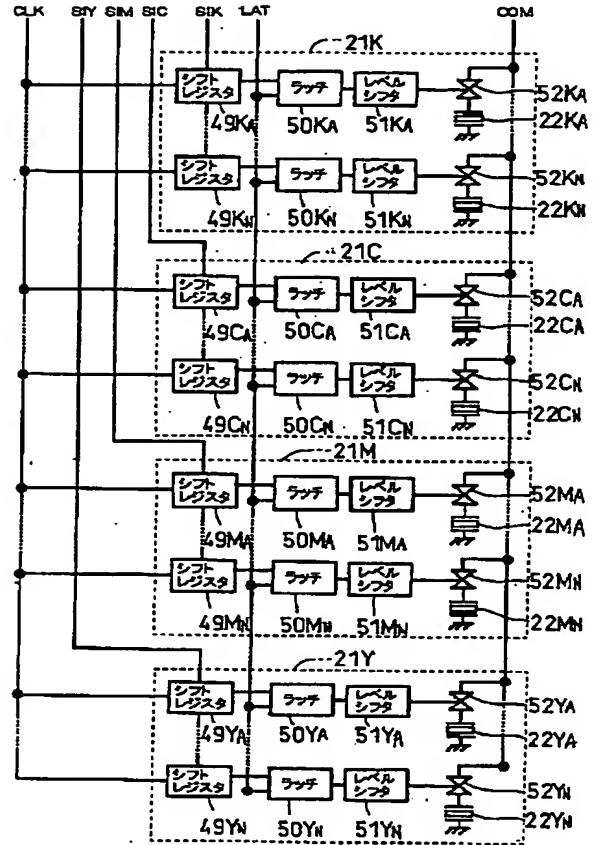 CLK SIY SIM SIC SIK LAT COM
21K
シフト
レジスタ
ラッチ
レベル
シフタ
52KA
49KA
50KA
51KA
22KA
シフト
レジスタ
ラッチ
レベル
シフタ
52KN
49KN
50KN
51KN
22KN
21C
シフト
レジスタ
ラッチ
レベル
シフタ
52CA
49CA
50CA
51CA
22CA
シフト
レジスタ
ラッチ
レベル
シフタ
52CN
49CN
50CN
51CN
22CN
21M
シフト
レジスタ
ラッチ
レベル
シフタ
52MA
49MA
50MA
51MA
22MA
シフト
レジスタ
ラッチ
レベル
シフタ
52MN
49MN
50MN
51MN
22MN
21Y
シフト
レジスタ
ラッチ
レベル
シフタ
52YA
49YA
50YA
51YA
22YA
シフト
レジスタ
ラッチ
レベル
シフタ
52YN
49YN
50YN
51YN
22YN